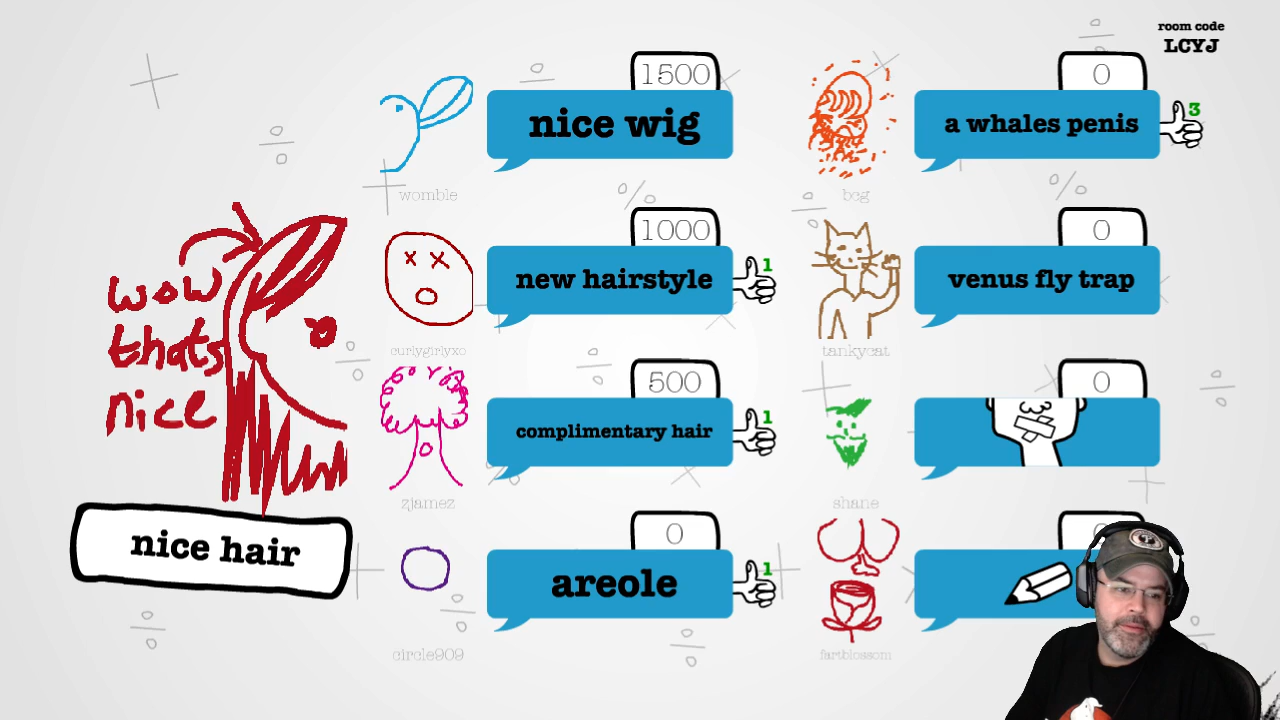 room code
LCYJ
wow
thats
nice
nice hair
1500
nice wig
womble
1000
new hairstyle
1
curlygirlyxo
500
complimentary hair
1
zjamez
0
areole
1
circle909
0
a whales penis
3
bcg
0
venus fly trap
tankycat
0
shane
fartblossom